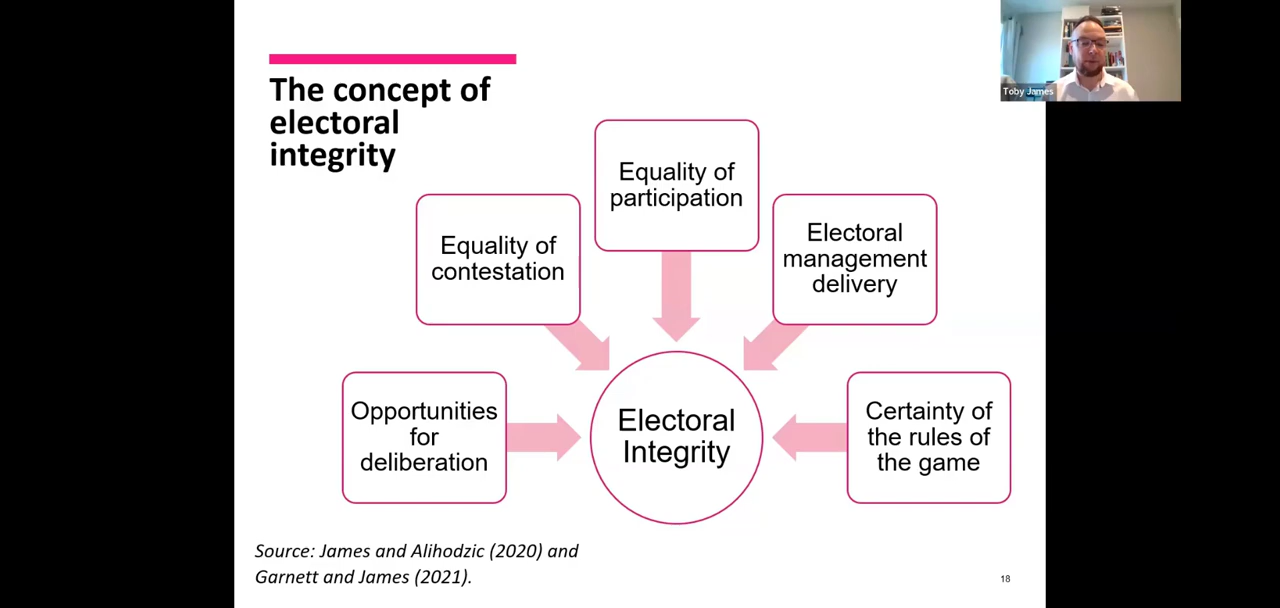 The concept of
electoral
integrity
Toby James
Equality of
participation
Equality of
contestation
Electoral
management
delivery
Opportunities
for
deliberation
Electoral
Integrity
Certainty of
the rules of
the game
Source: James and Alihodzic (2020) and
Garnett and James (2021).
18